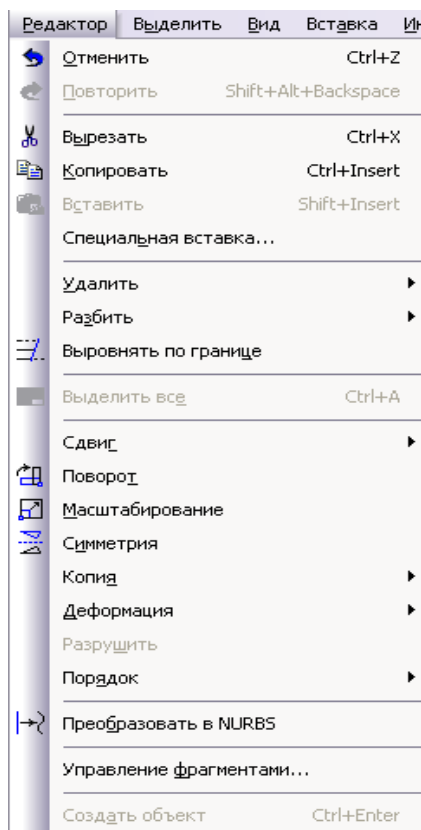 Редактор Выделить Вид Вставка
Отменить Ctrl+Z
Повторить Shift+Alt+Backspace
Вырезать Ctrl+X
Копировать Ctrl+Insert
Вставить Shift+Insert
Специальная вставка...
Удалить
Разбить
Выровнять по границе
Выделить все Ctrl+A
Сдвиг
Поворот
Масштабирование
Симметрия
Копия
Деформация
Разрушить
Порядок
Преобразовать в NURBS
Управление фрагментами...
Создать объект Ctrl+Enter